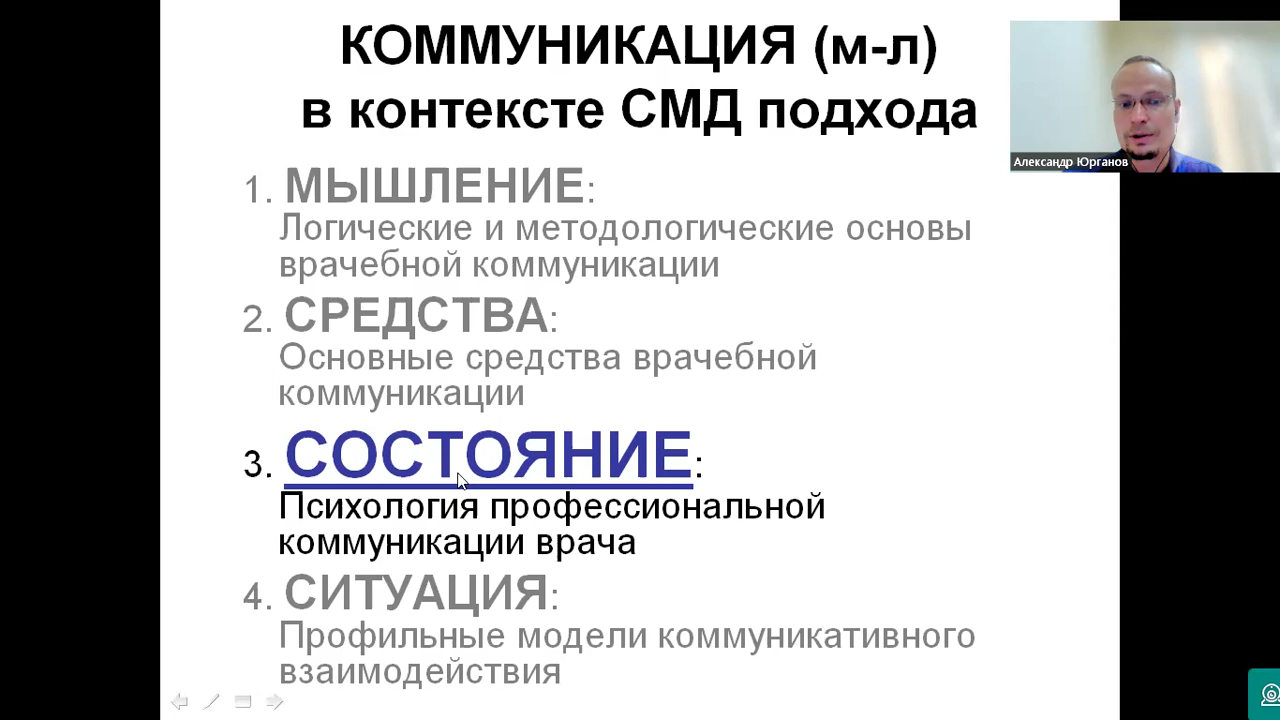 КОММУНИКАЦИЯ (м-л)
в контексте СМД подхода
Александр Юрганов
1. МЫШЛЕНИЕ:
Логические и методологические основы
врачебной коммуникации
2. СРЕДСТВА:
Основные средства врачебной
коммуникации
3. СОСТОЯНИЕ:
Психология профессиональной
коммуникации врача
4. СИТУАЦИЯ:
Профильные модели коммуникативного
взаимодействия